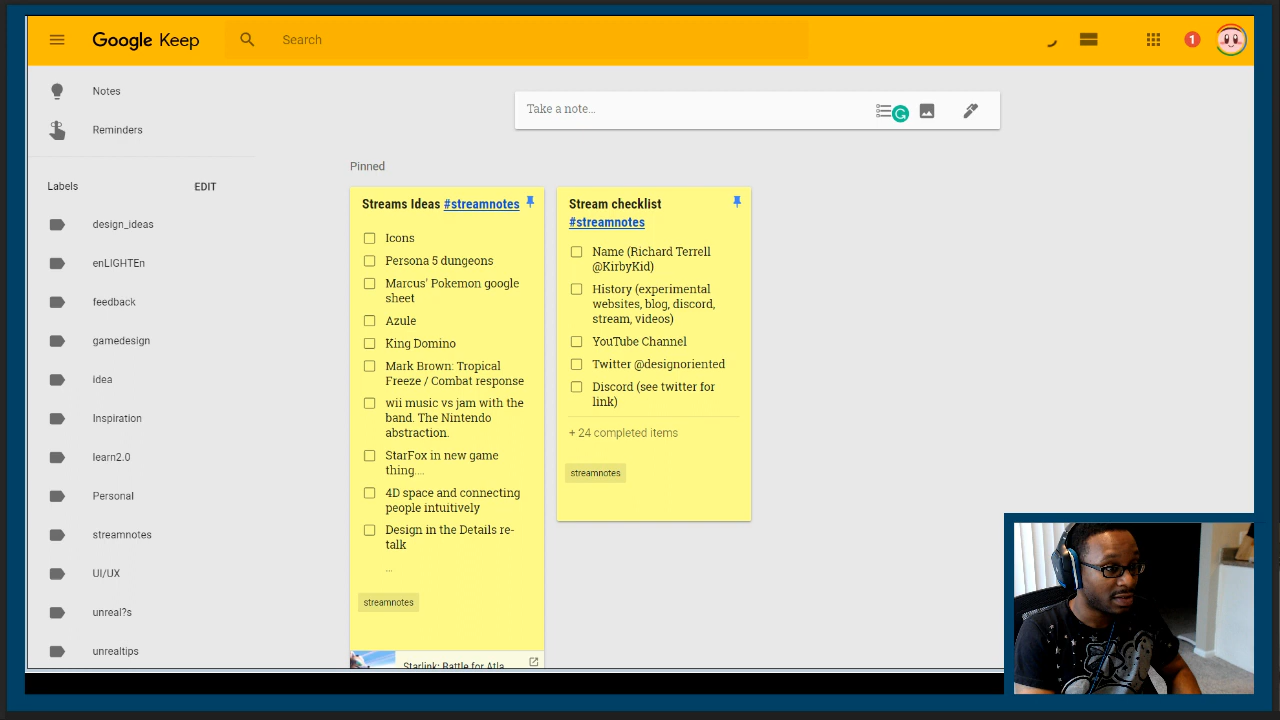 Google Keep
Search
1
Notes
Take a note...
Reminders
Pinned
Labels
EDIT
design_ideas
enLIGHTEn
feedback
gamedesign
idea
Inspiration
learn2.0
Personal
streamnotes
UI/UX
unreal?s
unrealtips
Streams Ideas #streamnotes
Icons
Persona 5 dungeons
Marcus' Pokemon google
sheet
Azule
King Domino
Mark Brown: Tropical
Freeze / Combat response
wii music vs jam with the
band. The Nintendo
abstraction.
StarFox in new game
thing....
4D space and connecting
people intuitively
Design in the Details re-
talk
...
streamnotes
Starlink: Battle for Atla
Stream checklist
#streamnotes
Name (Richard Terrell
@KirbyKid)
History (experimental
websites, blog, discord,
stream, videos)
YouTube Channel
Twitter @designoriented
Discord (see twitter for
link)
+ 24 completed items
streamnotes